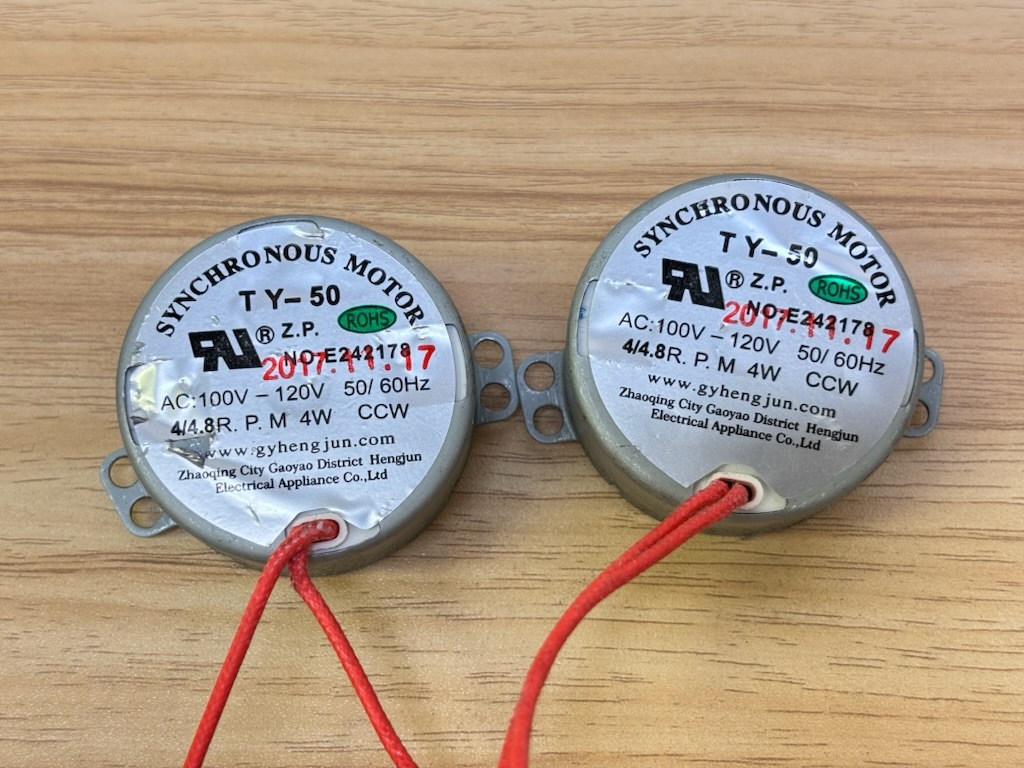 SYNCHRONOUS MOTOR
TY-50
RU® Z.P.
ROHS
NO:E242178
2017.11.17
AC:100V-120V 50/60Hz
4/4.8R.P.M 4W CCW
www.gyhengjun.com
Zhaoqing City Gaoyao District Hengjun
Electrical Appliance Co.,Ltd
SYNCHRONOUS MOTOR
TY-50
RU® Z.P.
ROHS
NO:E242178
2017.11.17
AC:100V-120V 50/60Hz
4/4.8R.P.M 4W CCW
www.gyhengjun.com
Zhaoqing City Gaoyao District Hengjun
Electrical Appliance Co.,Ltd